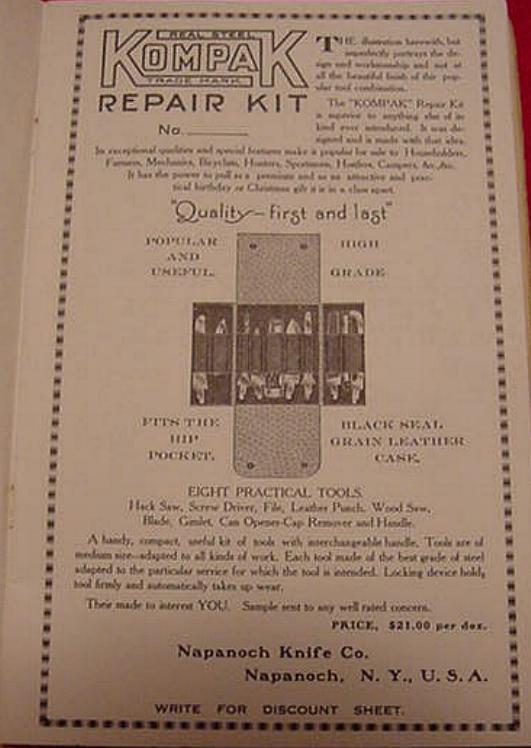 REAL STEEL
KOMPAK
TRADE MARK
REPAIR KIT
No.
THE illustration herewith, but
imperfectly portrays the de-
sign and workmanship and not at
all the beautiful finish of this pop-
ular tool combination.
The "KOMPAK" Repair Kit
is superior to anything else of its
kind ever introduced. It was de-
signed and is made with that idea.
Its exceptional qualities and special features make it popular for sale to Householders,
Farmers, Mechanics, Bicyclists, Hunters, Sportsmen, Hostlers, Campers, &c.,&c.
It has the power to pull as a premium and as an attractive and prac-
tical birthday or Christmas gift it is in a class apart.
"Quality—first and last"
POPULAR
AND
USEFUL.
HIGH
GRADE
FITS THE
HIP
POCKET.
BLACK SEAL
GRAIN LEATHER
CASE.
EIGHT PRACTICAL TOOLS.
Hack Saw, Screw Driver, File, Leather Punch, Wood Saw,
Blade, Gimlet, Can Opener-Cap Remover and Handle.
A handy, compact, useful kit of tools with interchangeable handle. Tools are of
medium size—adapted to all kinds of work. Each tool made of the best grade of steel
adapted to the particular service for which the tool is intended. Locking device holds
tool firmly and automatically takes up wear.
Their made to interest YOU. Sample sent to any well rated concern.
PRICE, $21.00 per doz.
Napanoch Knife Co.
Napanoch, N. Y., U. S. A.
WRITE FOR DISCOUNT SHEET.